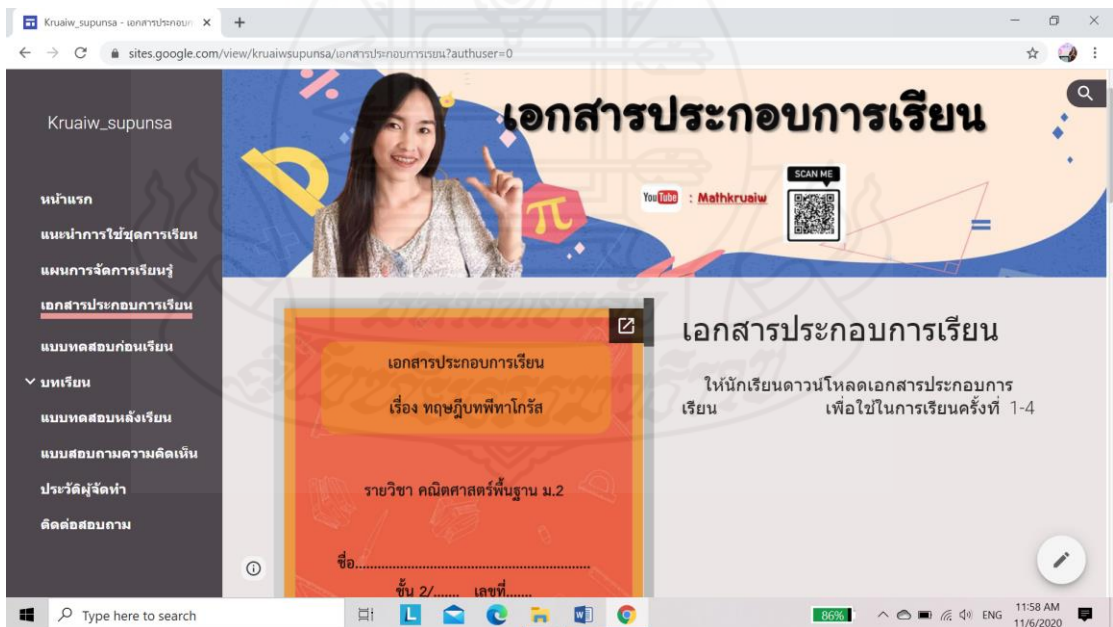 Kruaiw_supunsa - เอกสารประกอบก
sites.google.com/view/kruaiwsupunsa/เอกสารประกอบการเรียน?authuser=0
Kruaiw_supunsa
หน้าแรก
แนะนำการใช้ชุดการเรียน
แผนการจัดการเรียนรู้
เอกสารประกอบการเรียน
แบบทดสอบก่อนเรียน
บทเรียน
แบบทดสอบหลังเรียน
แบบสอบถามความคิดเห็น
ประวัติผู้จัดทำ
ติดต่อสอบถาม
เอกสารประกอบการเรียน
SCAN ME
YouTube : Mathkruaiw
π
เอกสารประกอบการเรียน
เรื่อง ทฤษฎีบทพีทาโกรัส
รายวิชา คณิตศาสตร์พื้นฐาน ม.2
ชื่อ............................................................
ชั้น 2/....... เลขที่.......
เอกสารประกอบการเรียน
ให้นักเรียนดาวน์โหลดเอกสารประกอบการ
เรียน เพื่อใช้ในการเรียนครั้งที่ 1-4
Type here to search
86%
ENG
11:58 AM
11/6/2020